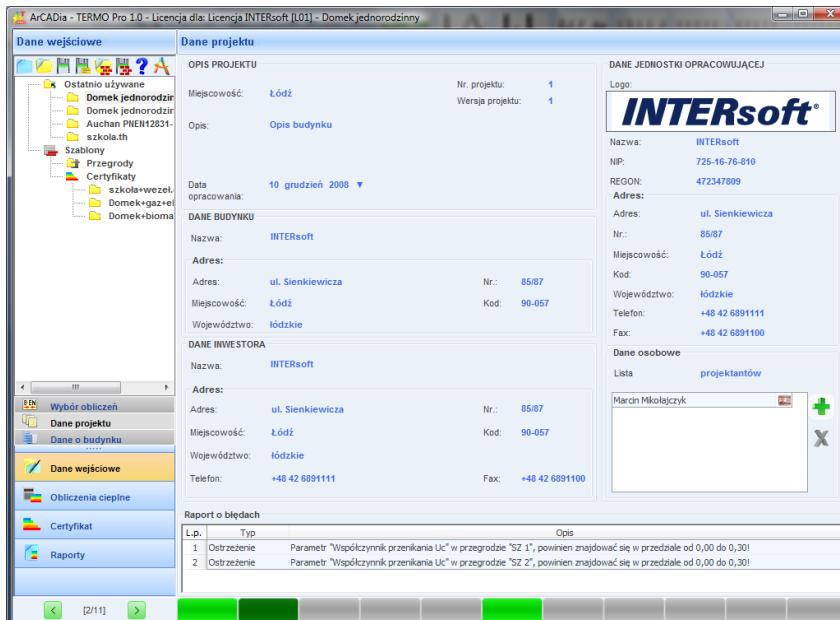 ArCADia - TERMO Pro 1.0 - Licencja dla: Licencja INTERsoft [L01] - Domek jednorodzinny
Dane wejściowe
Dane projektu
Ostatnio używane
Domek jednorodzin
Domek jednorodzin
Auchan PNEN12831-
szkola.th
Szablony
Przegrody
Certyfikaty
szkoła+wezeł.
Domek+gaz+el
Domek+bioma
Wybór obliczeń
Dane projektu
Dane o budynku
Dane wejściowe
Obliczenia cieplne
Certyfikat
Raporty
[2/11]
OPIS PROJEKTU
Miejscowość: Łódź
Nr. projektu: 1
Wersja projektu: 1
Opis: Opis budynku
Data opracowania: 10 grudzień 2008
DANE BUDYNKU
Nazwa: INTERsoft
Adres:
Adres: ul. Sienkiewicza Nr.: 85/87
Miejscowość: Łódź Kod: 90-057
Województwo: łódzkie
DANE INWESTORA
Nazwa: INTERsoft
Adres:
Adres: ul. Sienkiewicza Nr.: 85/87
Miejscowość: Łódź Kod: 90-057
Województwo: łódzkie
Telefon: +48 42 6891111 Fax: +48 42 6891100
DANE JEDNOSTKI OPRACOWUJĄCEJ
Logo:
INTERsoft®
Nazwa: INTERsoft
NIP: 725-16-76-810
REGON: 472347809
Adres:
Adres: ul. Sienkiewicza
Nr.: 85/87
Miejscowość: Łódź
Kod: 90-057
Województwo: łódzkie
Telefon: +48 42 6891111
Fax: +48 42 6891100
Dane osobowe
Lista projektantów
Marcin Mikołajczyk
Raport o błędach
L.p. Typ Opis
1 Ostrzeżenie Parametr "Współczynnik przenikania Uc" w przegrodzie "SZ 1", powinien znajdować się w przedziale od 0,00 do 0,30!
2 Ostrzeżenie Parametr "Współczynnik przenikania Uc" w przegrodzie "SZ 2", powinien znajdować się w przedziale od 0,00 do 0,30!